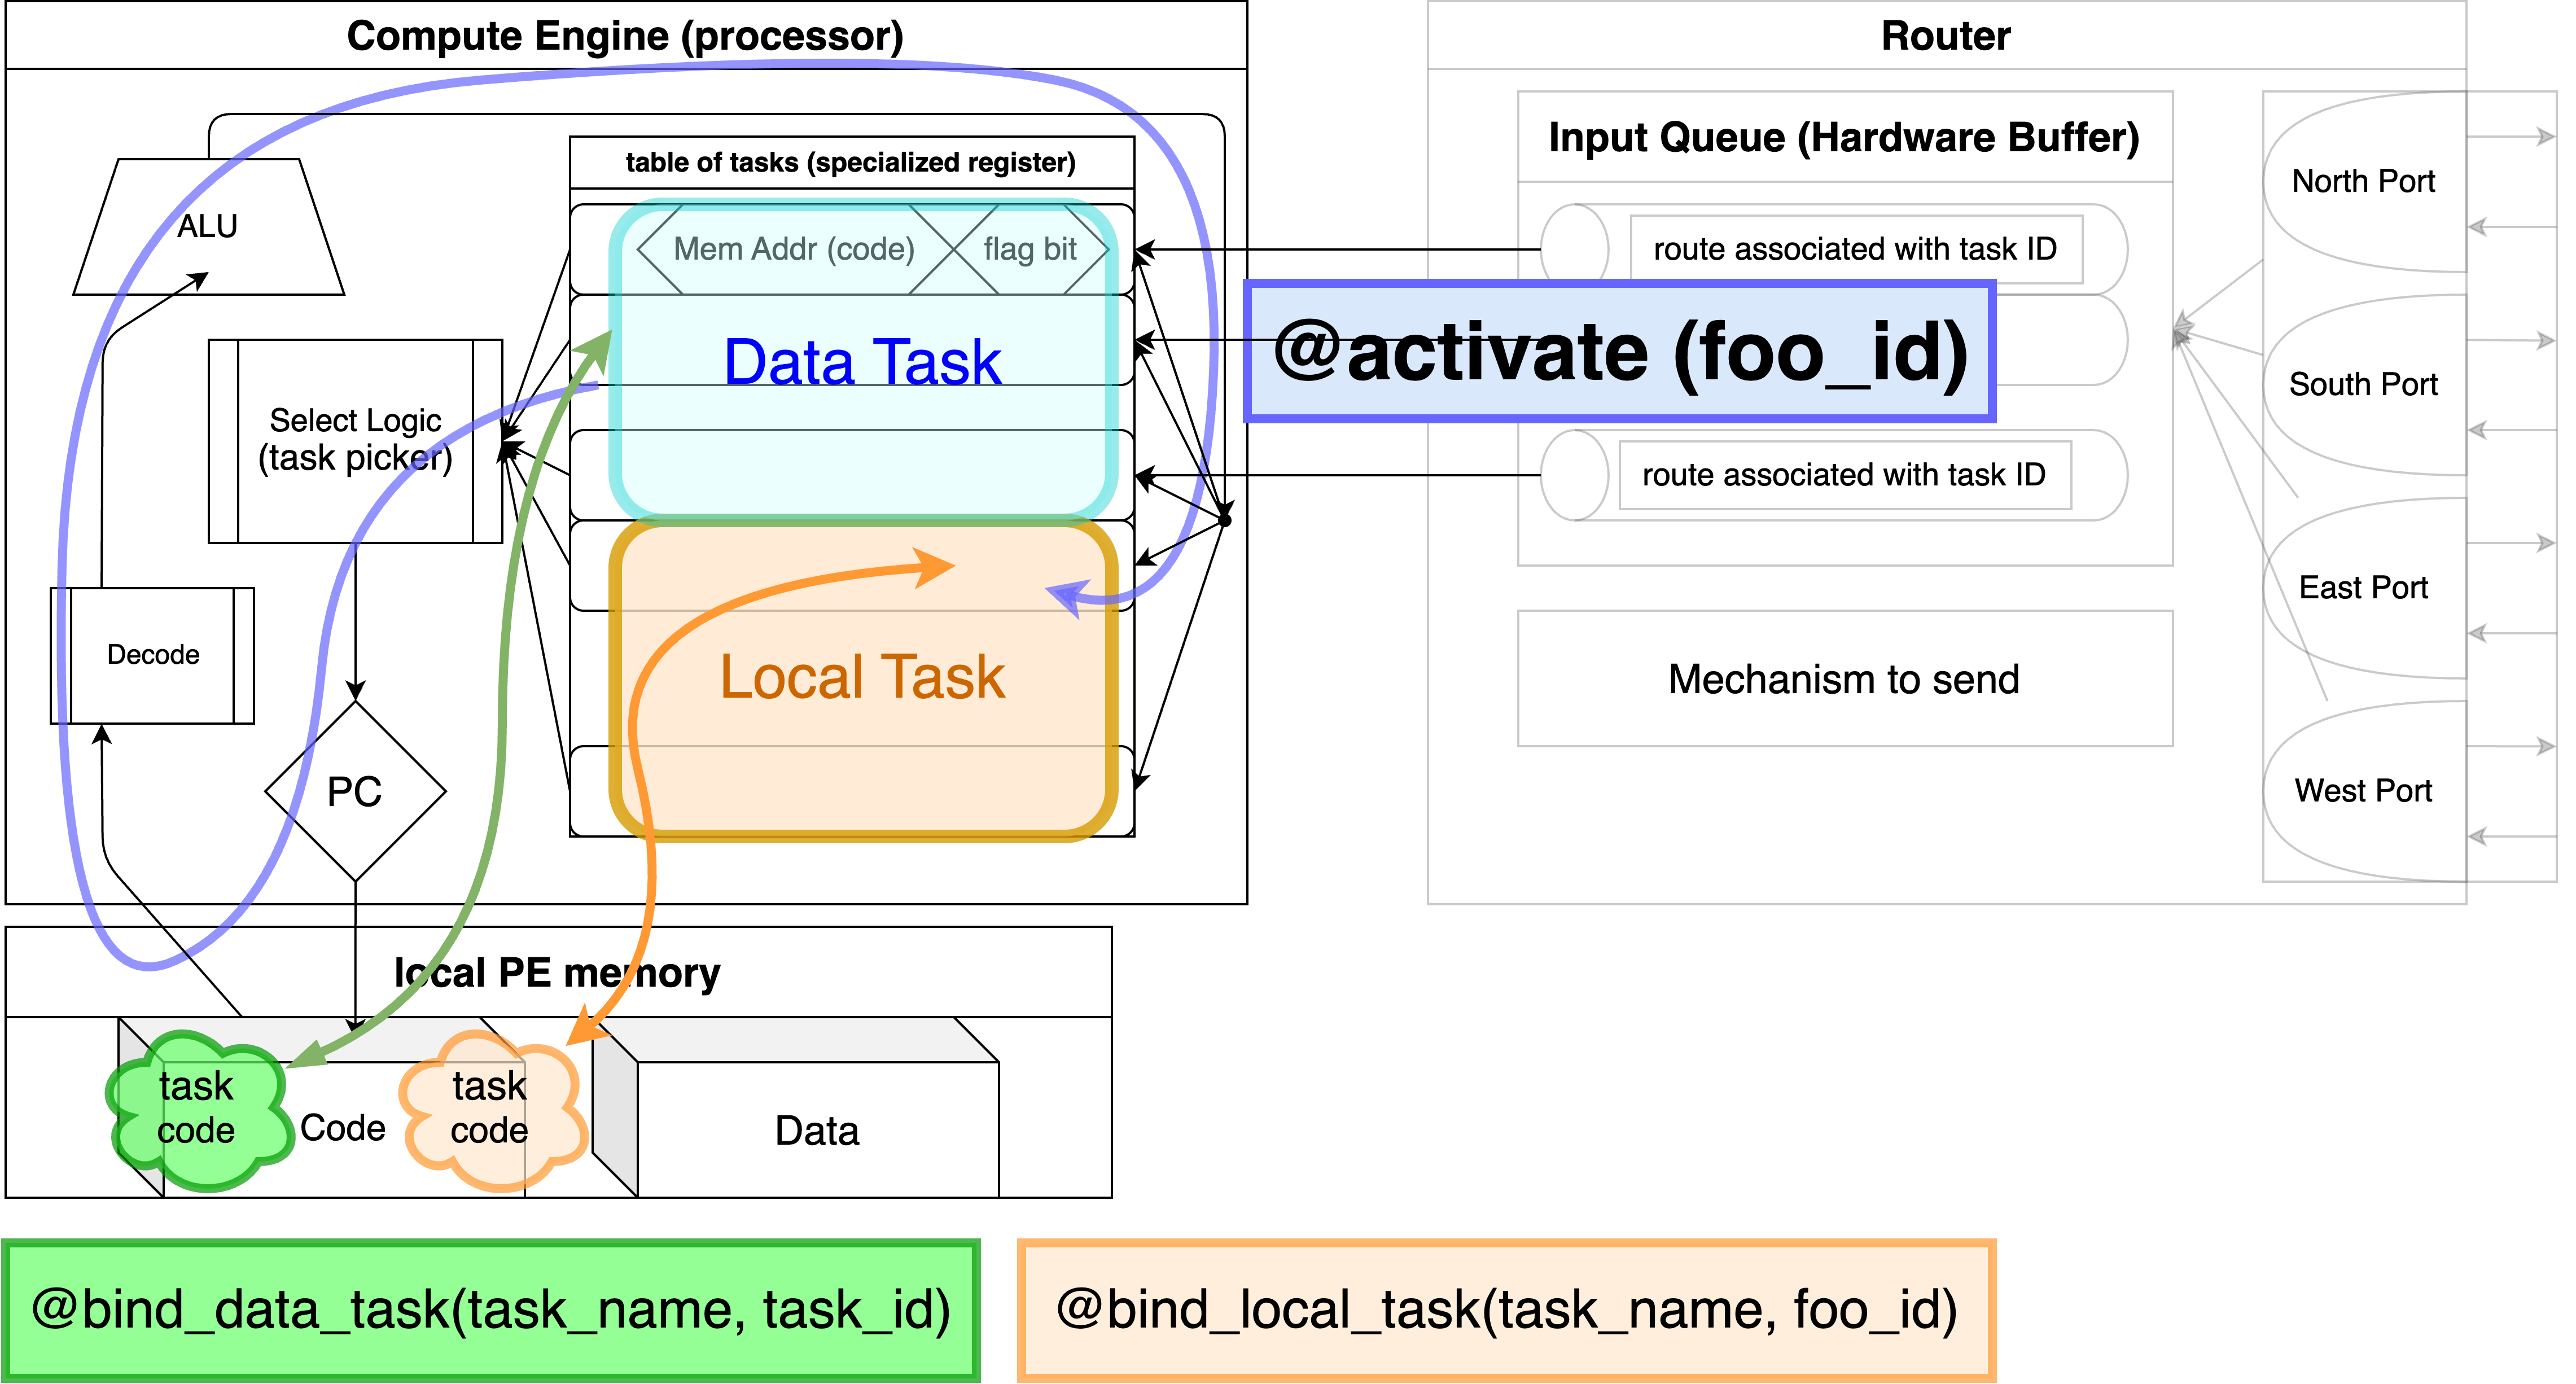 Compute Engine (processor)
ALU
table of tasks (specialized register)
Mem Addr (code)
flag bit
Data Task
Select Logic
(task picker)
Decode
Local Task
PC
Router
Input Queue (Hardware Buffer)
route associated with task ID
@activate (foo_id)
route associated with task ID
Mechanism to send
North Port
South Port
East Port
West Port
local PE memory
task
code
Code
task
code
Data
@bind_data_task(task_name, task_id)
@bind_local_task(task_name, foo_id)